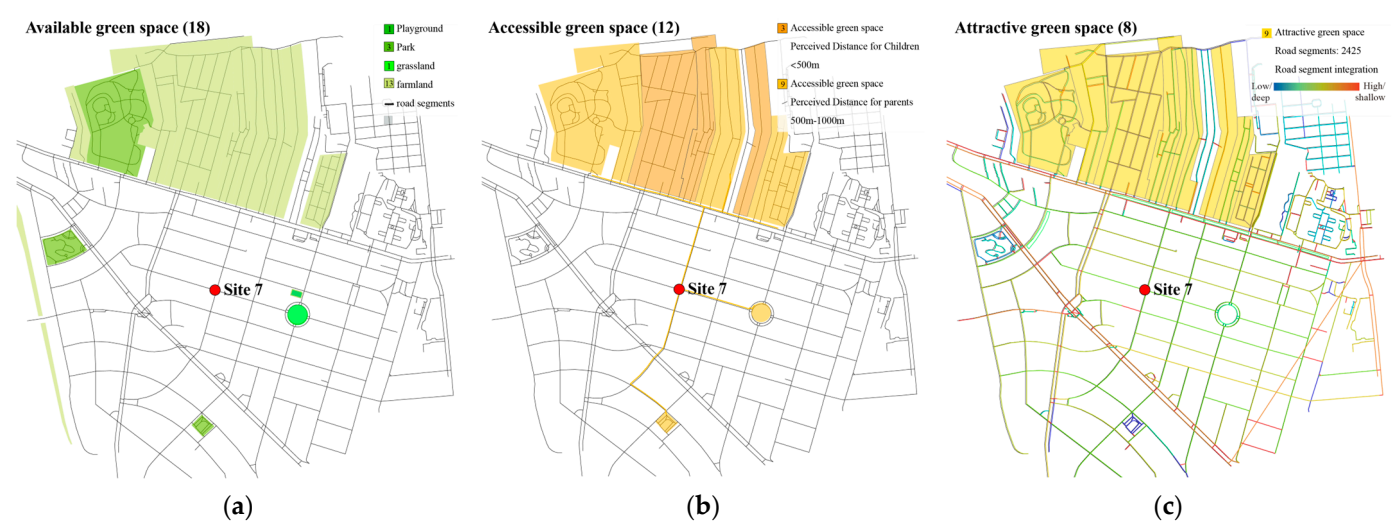 Available green space (18)
1 Playground
3 Park
1 grassland
13 farmland
road segments
Site 7
(a)
Accessible green space (12)
3 Accessible green space
Perceived Distance for Children
<500m
9 Accessible green space
Perceived Distance for parents
500m-1000m
Site 7
(b)
Attractive green space (8)
9 Attractive green space
Road segments: 2425
Road segment integration
Low/ High/
deep shallow
Site 7
(c)